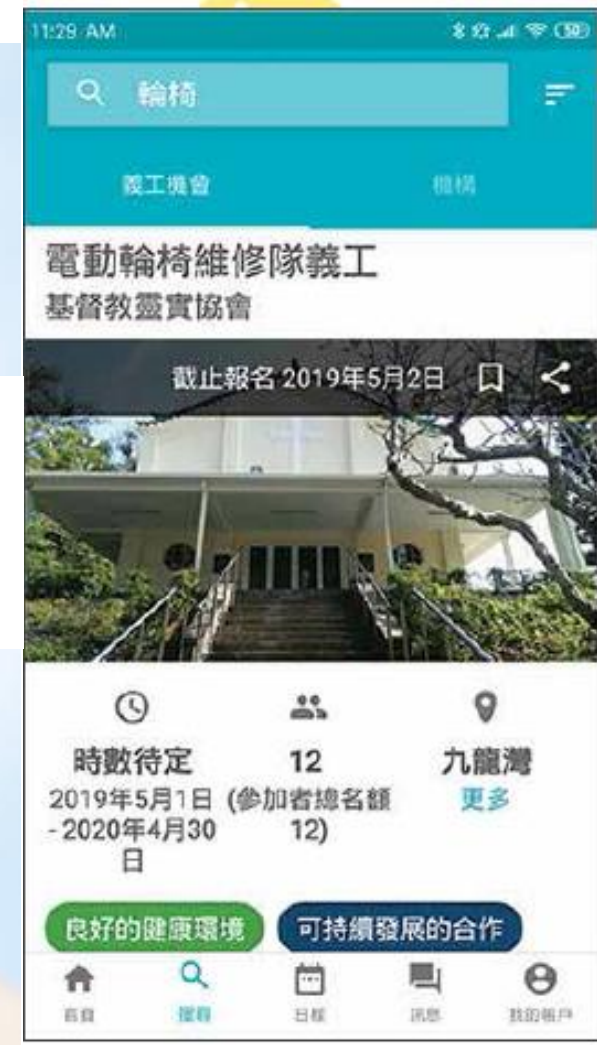 11:29 AM
50
輪椅
義工機會
機構
電動輪椅維修隊義工
基督教靈實協會
截止報名 2019年5月2日
時數待定
2019年5月1日
- 2020年4月30
日
12
(參加者總名額
12)
九龍灣
更多
良好的健康環境
可持續發展的合作
首頁
搜尋
日程
訊息
我的帳戶